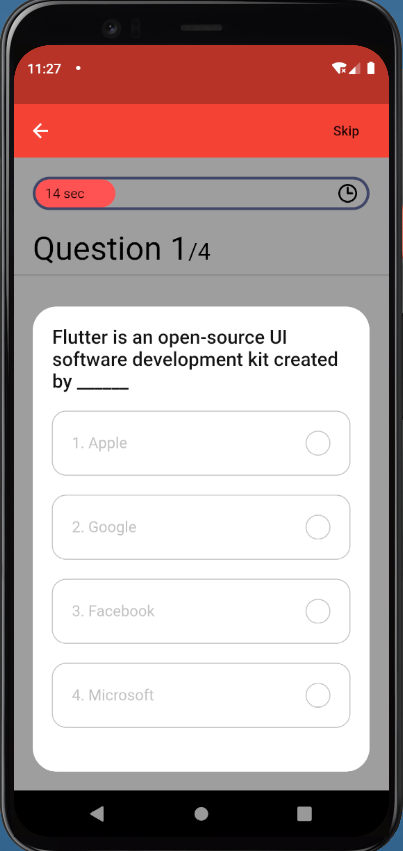 11:27
Skip
14 sec
Question 1/4
Flutter is an open-source UI
software development kit created
by ______
1. Apple
2. Google
3. Facebook
4. Microsoft